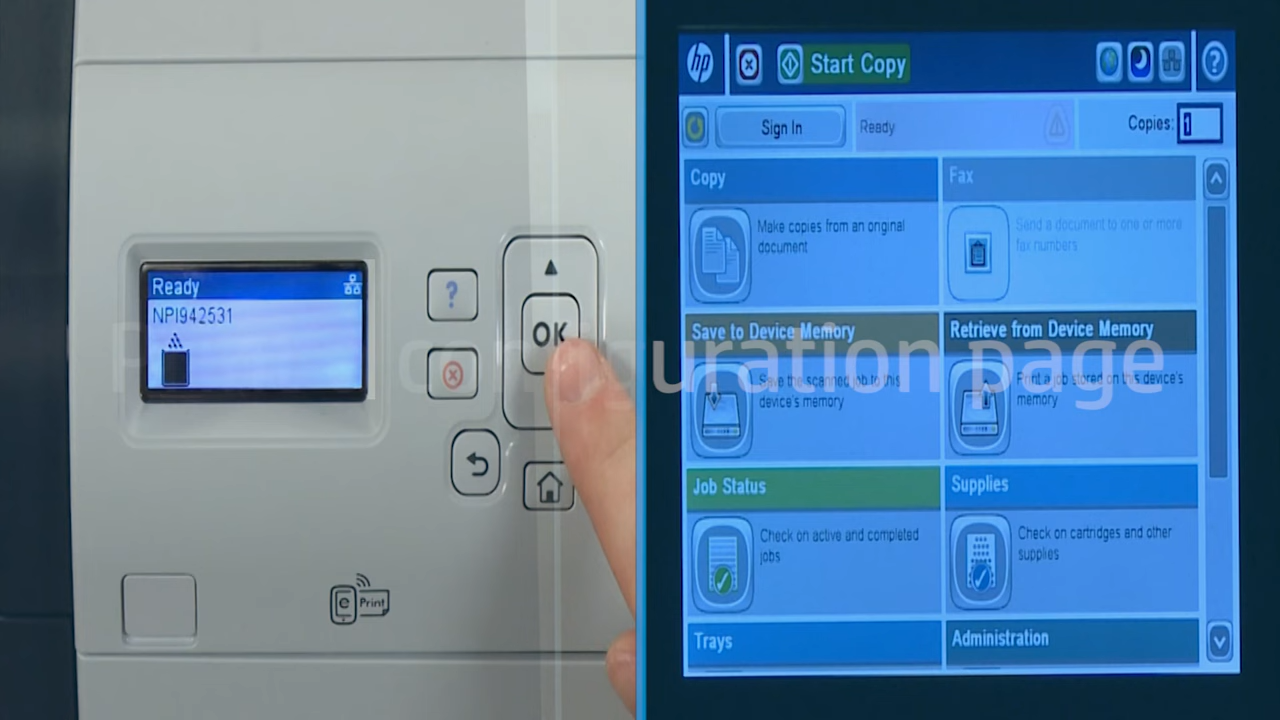 Ready
NPI942531
?
OK
e Print
Print configuration page
hp
Start Copy
?
Sign In
Ready
Copies: 1
Copy
Make copies from an original
document
Fax
Send a document to one or more
fax numbers.
Save to Device Memory
Save the scanned job to this
device's memory
Retrieve from Device Memory
Print a job stored on this device's
memory
Job Status
Check on active and completed
jobs
Supplies
Check on cartridges and other
supplies
Trays
Administration